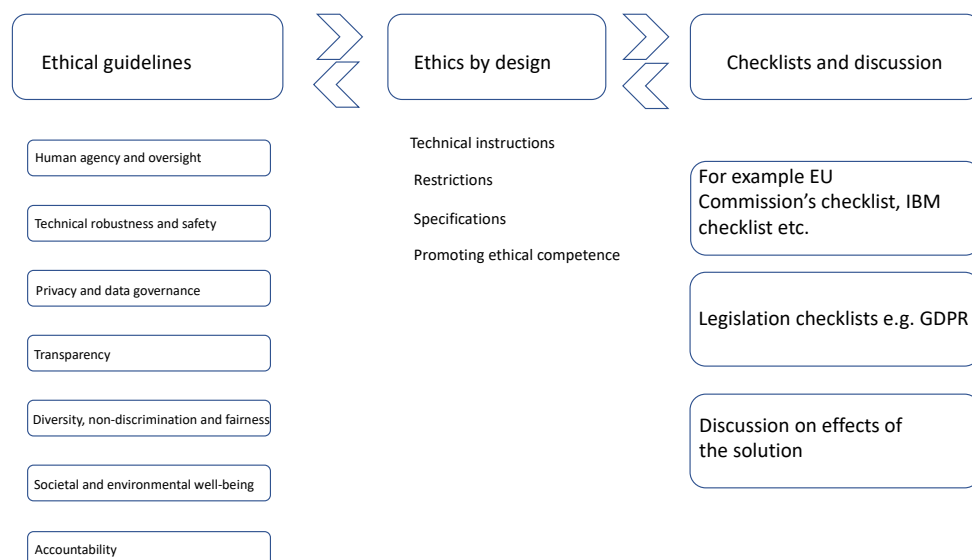 Ethical guidelines
Human agency and oversight
Technical robustness and safety
Privacy and data governance
Transparency
Diversity, non-discrimination and fairness
Societal and environmental well-being
Accountability
Ethics by design
Technical instructions
Restrictions
Specifications
Promoting ethical competence
Checklists and discussion
For example EU
Commission’s checklist, IBM
checklist etc.
Legislation checklists e.g. GDPR
Discussion on effects of
the solution